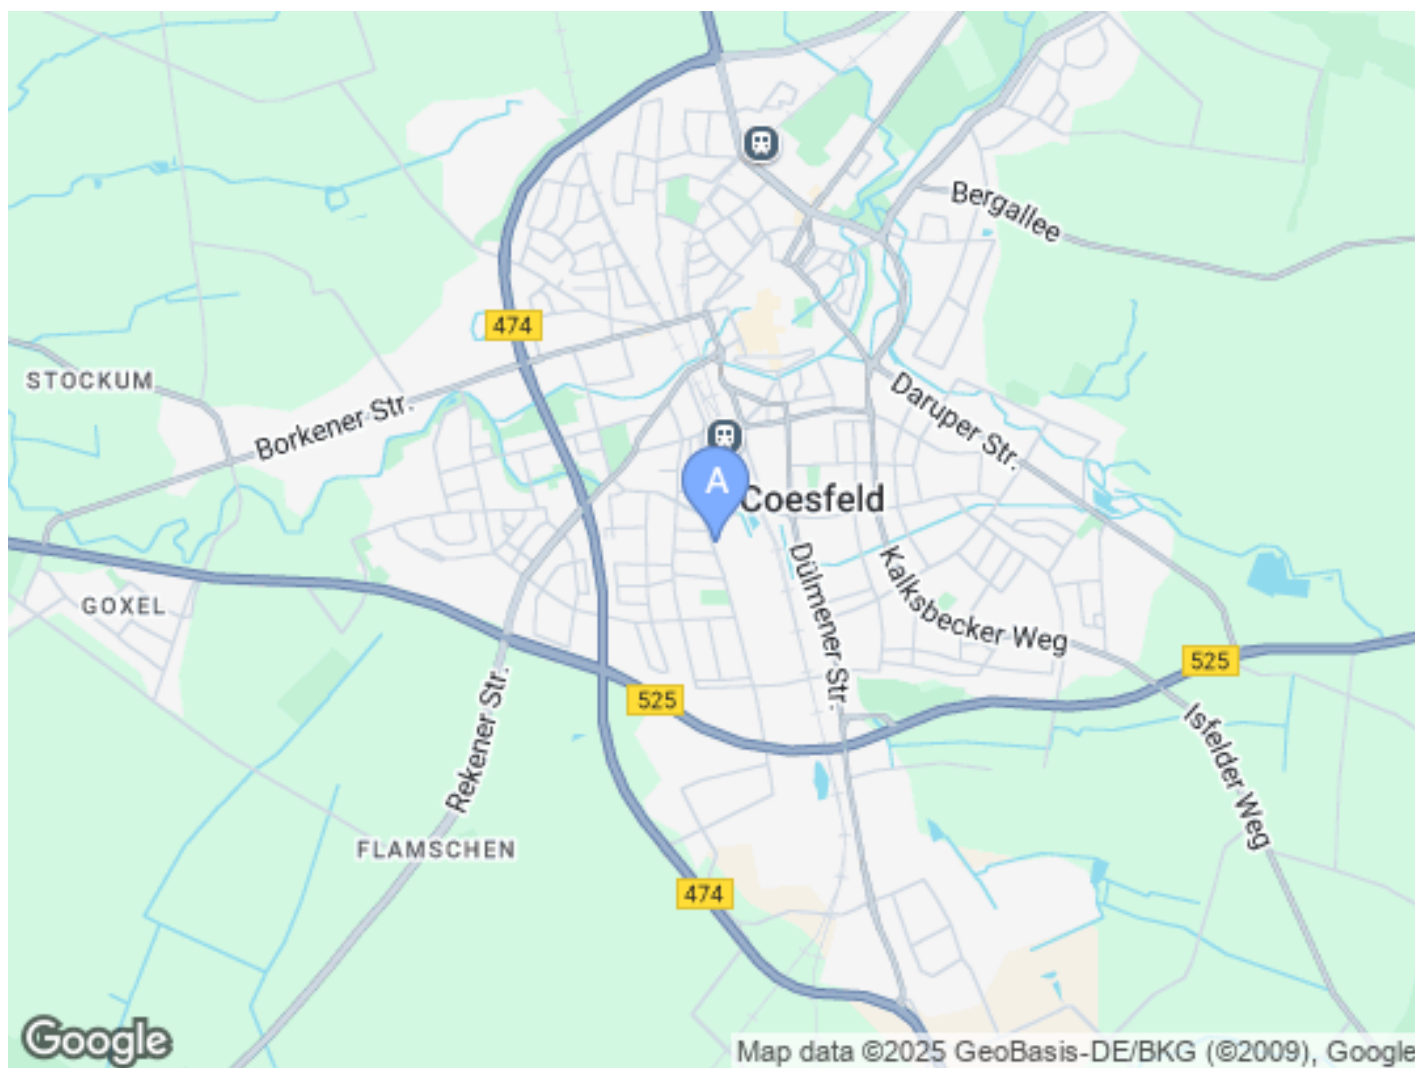 Bergallee
474
STOCKUM
Borkener Str.
Daruper Str.
A
Coesfeld
GOXEL
Dülmener Str.
Kalksbecker Weg
525
525
Rekener Str.
Isfelder Weg
FLAMSCHEN
474
Google
Map data ©2025 GeoBasis-DE/BKG (©2009), Google